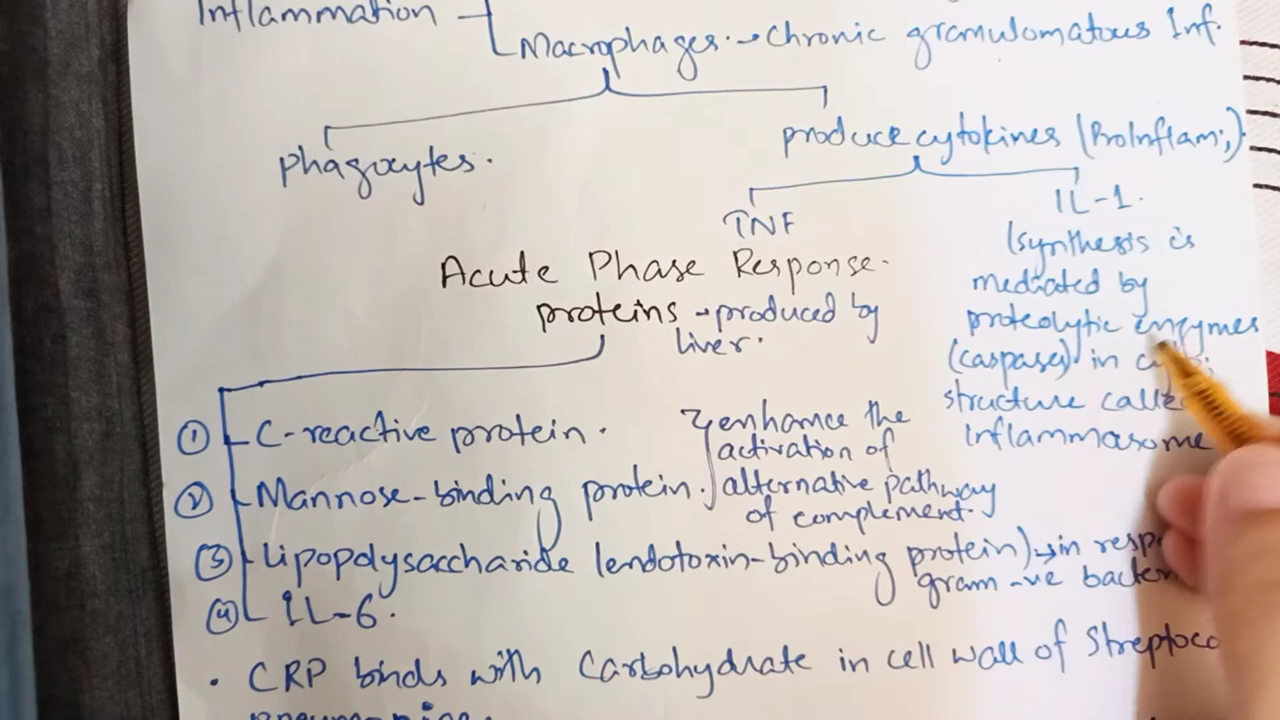 Inflammation
Macrophages. → Chronic granulomatous Inf.
Phagocytes.
produce cytokines (ProInflam;)
TNF
IL-1.
(synthesis is
mediated by
proteolytic enzymes
(caspases) in
structure called
Inflammasome
Acute Phase Response.
proteins → produced by
liver.
① C-reactive protein.
② Mannose-binding protein.
enhance the
activation of
alternative pathway
of complement.
③ Lipopolysaccharide (endotoxin-binding protein) → in
gram -ve
④ IL-6.
• CRP binds with Carbohydrate in cell wall of